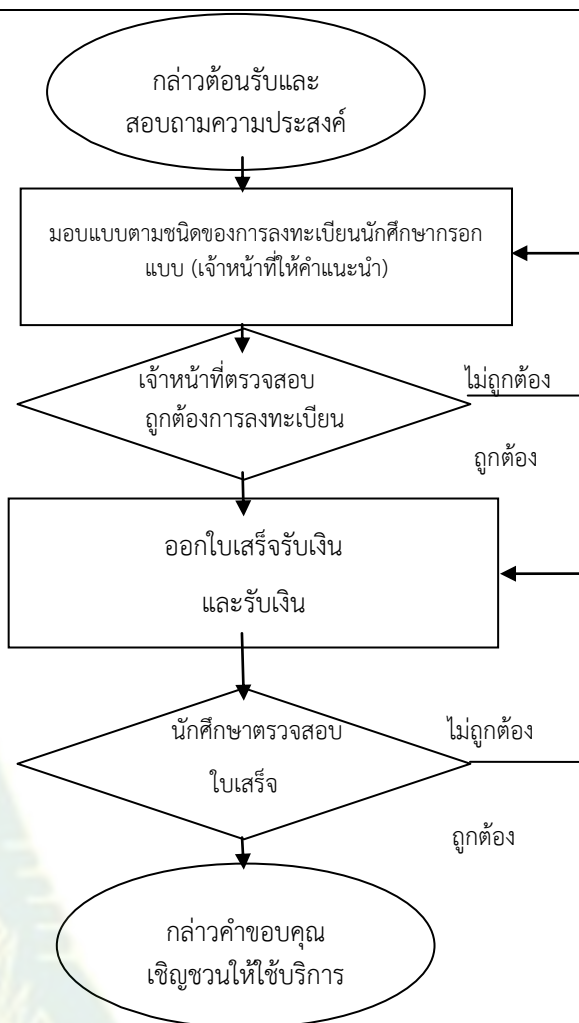 กล่าวต้อนรับและ
สอบถามความประสงค์
มอบแบบตามชนิดของการลงทะเบียนนักศึกษากรอก
แบบ (เจ้าหน้าที่ให้คำแนะนำ)
เจ้าหน้าที่ตรวจสอบ
ถูกต้องการลงทะเบียน
ไม่ถูกต้อง
ถูกต้อง
ออกใบเสร็จรับเงิน
และรับเงิน
นักศึกษาตรวจสอบ
ใบเสร็จ
ไม่ถูกต้อง
ถูกต้อง
กล่าวคำขอบคุณ
เชิญชวนให้ใช้บริการ